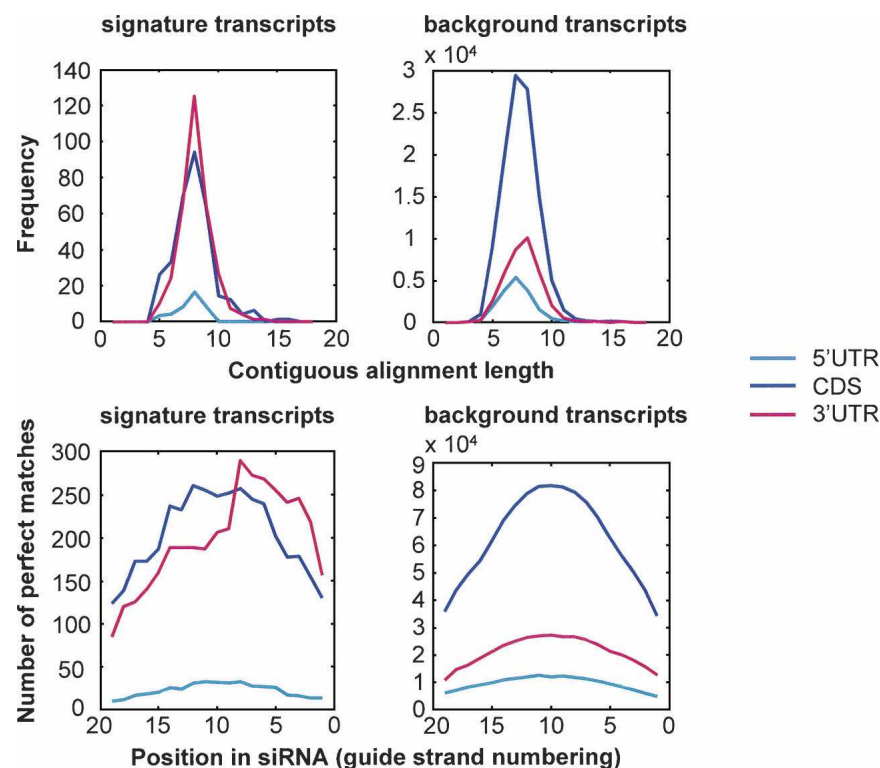 signature transcripts
background transcripts
x 10⁴
140
120
100
80
60
40
20
0
Frequency
0 5 10 15 20
3
2.5
2
1.5
1
0.5
0
0 5 10 15 20
Contiguous alignment length
5'UTR
CDS
3'UTR
signature transcripts
background transcripts
x 10⁴
300
250
200
150
100
50
0
Number of perfect matches
20 15 10 5 0
9
8
7
6
5
4
3
2
1
0
20 15 10 5 0
Position in siRNA (guide strand numbering)